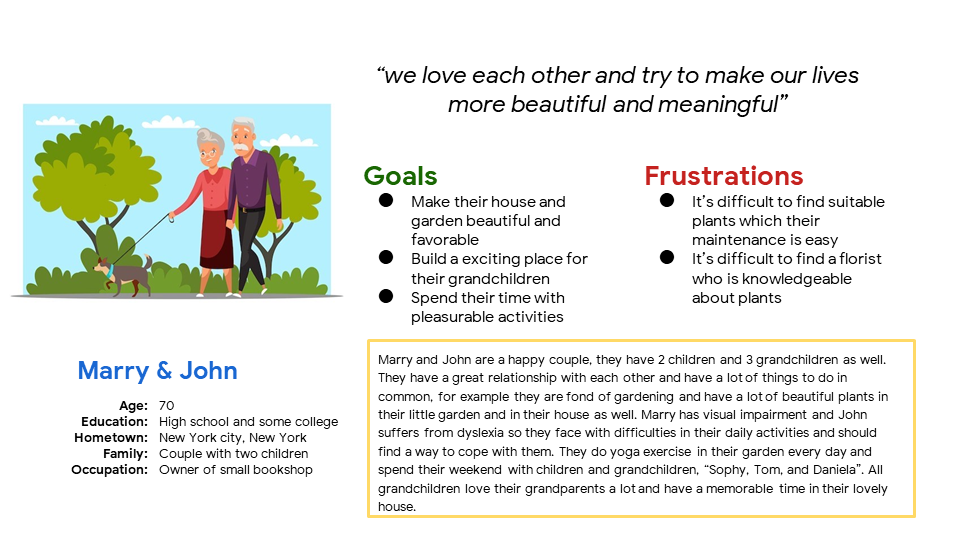 “we love each other and try to make our lives
more beautiful and meaningful”
Goals
● Make their house and
garden beautiful and
favorable
● Build a exciting place for
their grandchildren
● Spend their time with
pleasurable activities
Frustrations
● It’s difficult to find suitable
plants which their
maintenance is easy
● It’s difficult to find a florist
who is knowledgeable
about plants
Marry & John
Age: 70
Education: High school and some college
Hometown: New York city, New York
Family: Couple with two children
Occupation: Owner of small bookshop
Marry and John are a happy couple, they have 2 children and 3 grandchildren as well.
They have a great relationship with each other and have a lot of things to do in
common, for example they are fond of gardening and have a lot of beautiful plants in
their little garden and in their house as well. Marry has visual impairment and John
suffers from dyslexia so they face with difficulties in their daily activities and should
find a way to cope with them. They do yoga exercise in their garden every day and
spend their weekend with children and grandchildren, “Sophy, Tom, and Daniela”. All
grandchildren love their grandparents a lot and have a memorable time in their lovely
house.